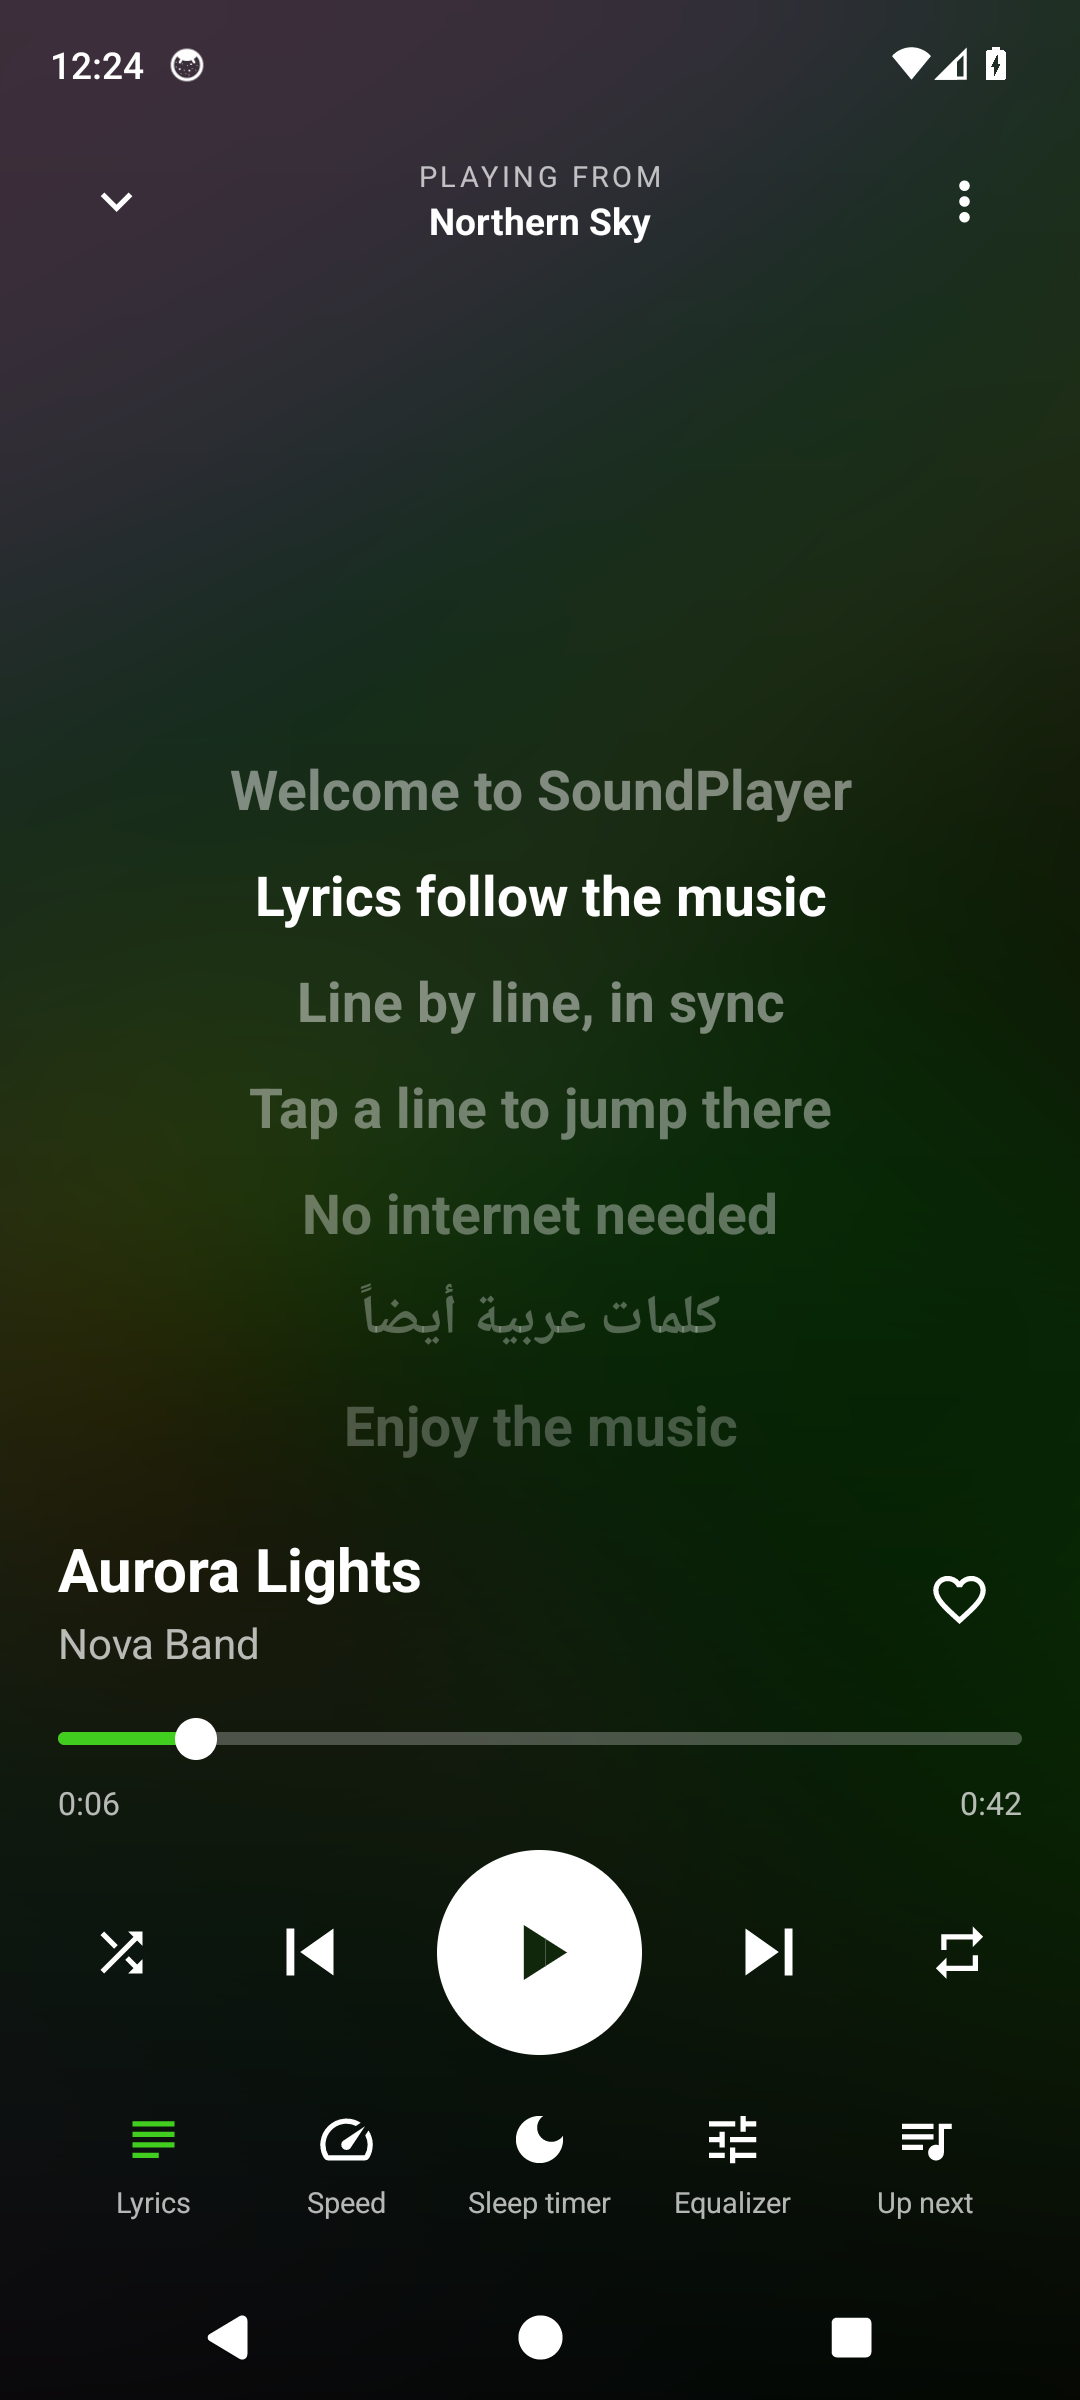 12:24
PLAYING FROM
Northern Sky
Welcome to SoundPlayer
Lyrics follow the music
Line by line, in sync
Tap a line to jump there
No internet needed
كلمات عربية أيضاً
Enjoy the music
Aurora Lights
Nova Band
0:06 0:42
Lyrics Speed Sleep timer Equalizer Up next